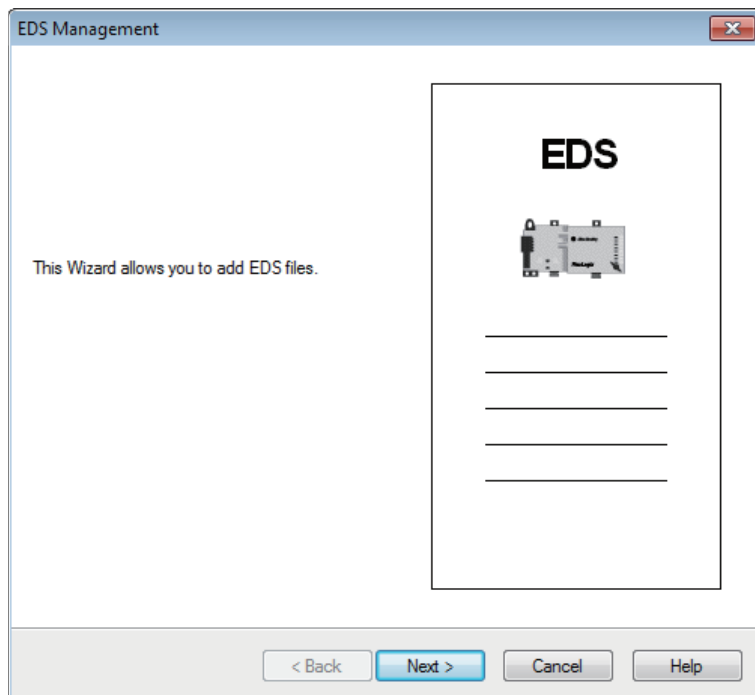 EDS Management
EDS
This Wizard allows you to add EDS files.
< Back
Next >
Cancel
Help